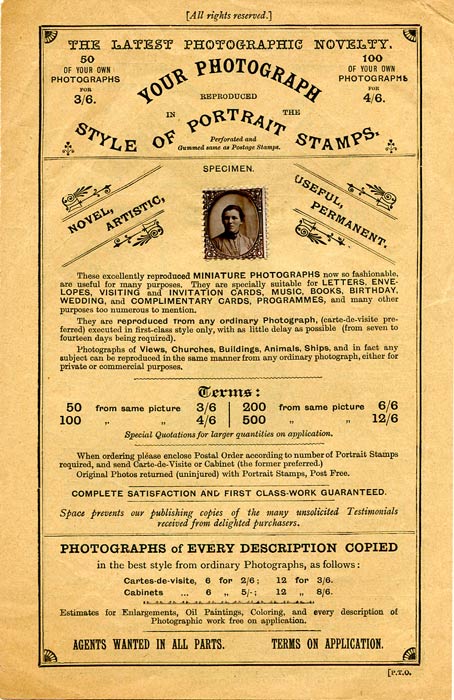 [All rights reserved.]
THE LATEST PHOTOGRAPHIC NOVELTY.
50
OF YOUR OWN
PHOTOGRAPHS
FOR
3/6.
YOUR PHOTOGRAPH
REPRODUCED
IN THE
STYLE OF PORTRAIT STAMPS.
Perforated and
Gummed same as Postage Stamps.
100
OF YOUR OWN
PHOTOGRAPHS
FOR
4/6.
SPECIMEN.
NOVEL,
ARTISTIC,
USEFUL,
PERMANENT.
These excellently reproduced MINIATURE PHOTOGRAPHS now so fashionable,
are useful for many purposes. They are specially suitable for LETTERS, ENVE-
LOPES, VISITING and INVITATION CARDS, MUSIC, BOOKS, BIRTHDAY,
WEDDING, and COMPLIMENTARY CARDS, PROGRAMMES, and many other
purposes too numerous to mention.
They are reproduced from any ordinary Photograph, (carte-de-visite pre-
ferred) executed in first-class style only, with as little delay as possible (from seven to
fourteen days being required).
Photographs of Views, Churches, Buildings, Animals, Ships, and in fact any
subject can be reproduced in the same manner from any ordinary photograph, either for
private or commercial purposes.
Terms:
50 from same picture 3/6 | 200 from same picture 6/6
100 „ „ 4/6 | 500 „ „ 12/6
Special Quotations for larger quantities on application.
When ordering please enclose Postal Order according to number of Portrait Stamps
required, and send Carte-de-Visite or Cabinet (the former preferred.)
Original Photos returned (uninjured) with Portrait Stamps, Post Free.
COMPLETE SATISFACTION AND FIRST CLASS-WORK GUARANTEED.
Space prevents our publishing copies of the many unsolicited Testimonials
received from delighted purchasers.
PHOTOGRAPHS of EVERY DESCRIPTION COPIED
in the best style from ordinary Photographs, as follows:
Cartes-de-visite, 6 for 2/6; 12 for 3/6.
Cabinets ... 6 „ 5/-; 12 „ 8/6.
Estimates for Enlargements, Oil Paintings, Coloring, and every description of
Photographic work free on application.
AGENTS WANTED IN ALL PARTS. TERMS ON APPLICATION.
[P.T.O.